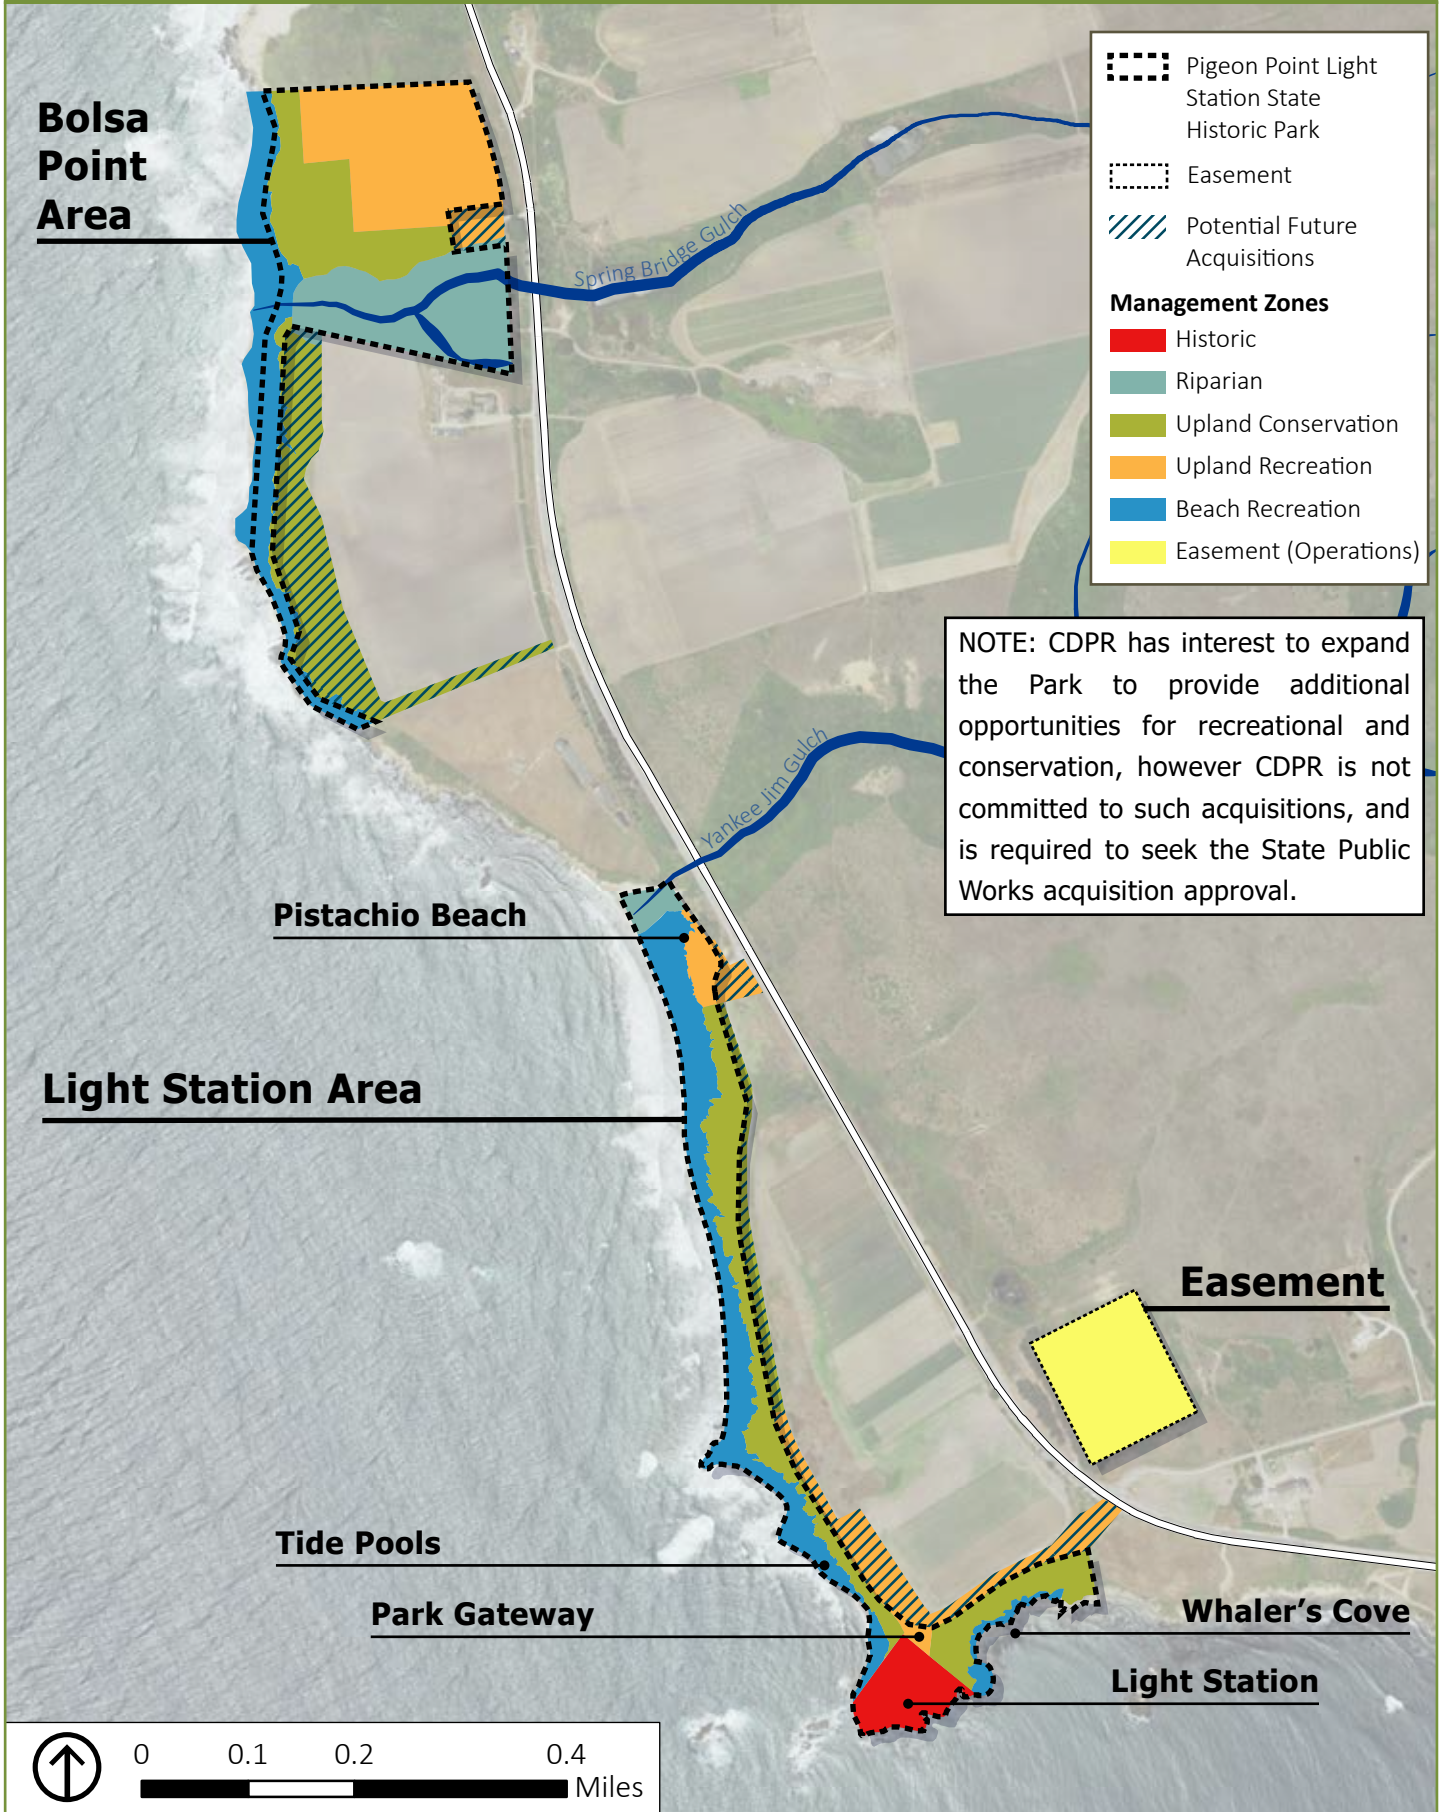 Bolsa
Point
Area
Spring Bridge Gulch
Pigeon Point Light
Station State
Historic Park
Easement
Potential Future
Acquisitions
Management Zones
Historic
Riparian
Upland Conservation
Upland Recreation
Beach Recreation
Easement (Operations)
NOTE: CDPR has interest to expand
the Park to provide additional
opportunities for recreational and
conservation, however CDPR is not
committed to such acquisitions, and
is required to seek the State Public
Works acquisition approval.
Yankee Jim Gulch
Pistachio Beach
Light Station Area
Easement
Tide Pools
Park Gateway
Whaler's Cove
Light Station
0 0.1 0.2 0.4
Miles